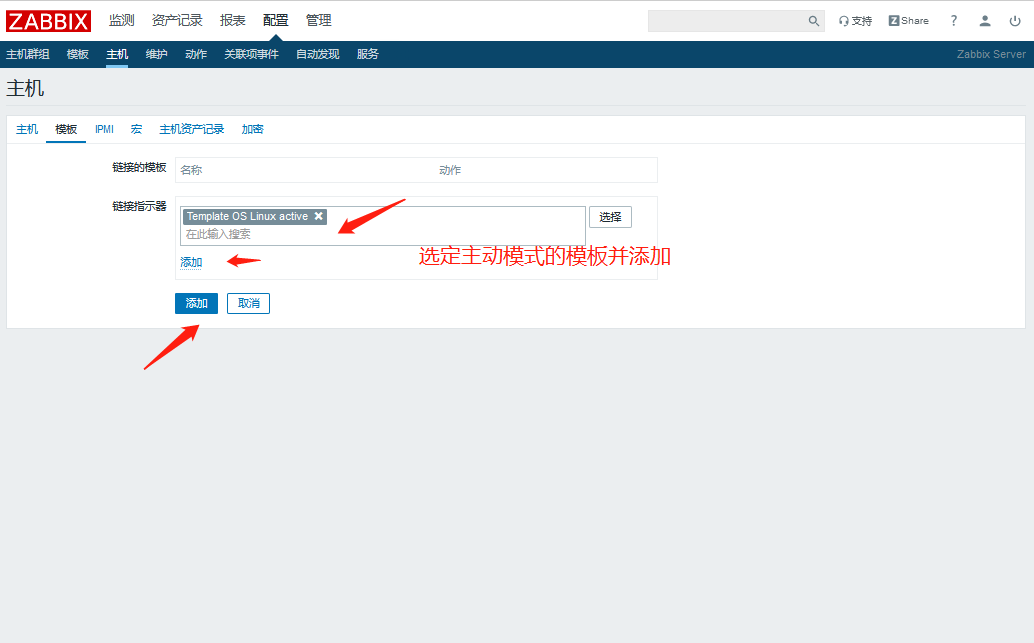 ZABBIX 监测 资产记录 报表 配置 管理 支持 Z Share ?
主机群组 模板 主机 维护 动作 关联项事件 自动发现 服务 Zabbix Server
主机
主机 模板 IPMI 宏 主机资产记录 加密
链接的模板 名称 动作
链接指示器
Template OS Linux active 选择
在此输入搜索
选定主动模式的模板并添加
添加
添加 取消